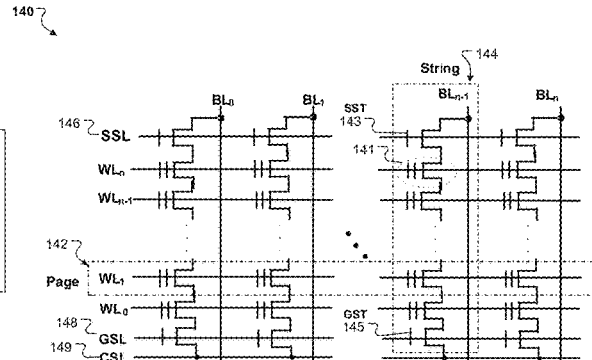 140
144
String
BL0
BL1
BLn-1
BLn
SST
143
146
SSL
141
WLn
WLn-1
142
Page
WL1
WL0
GST
145
148
GSL
149
CSL